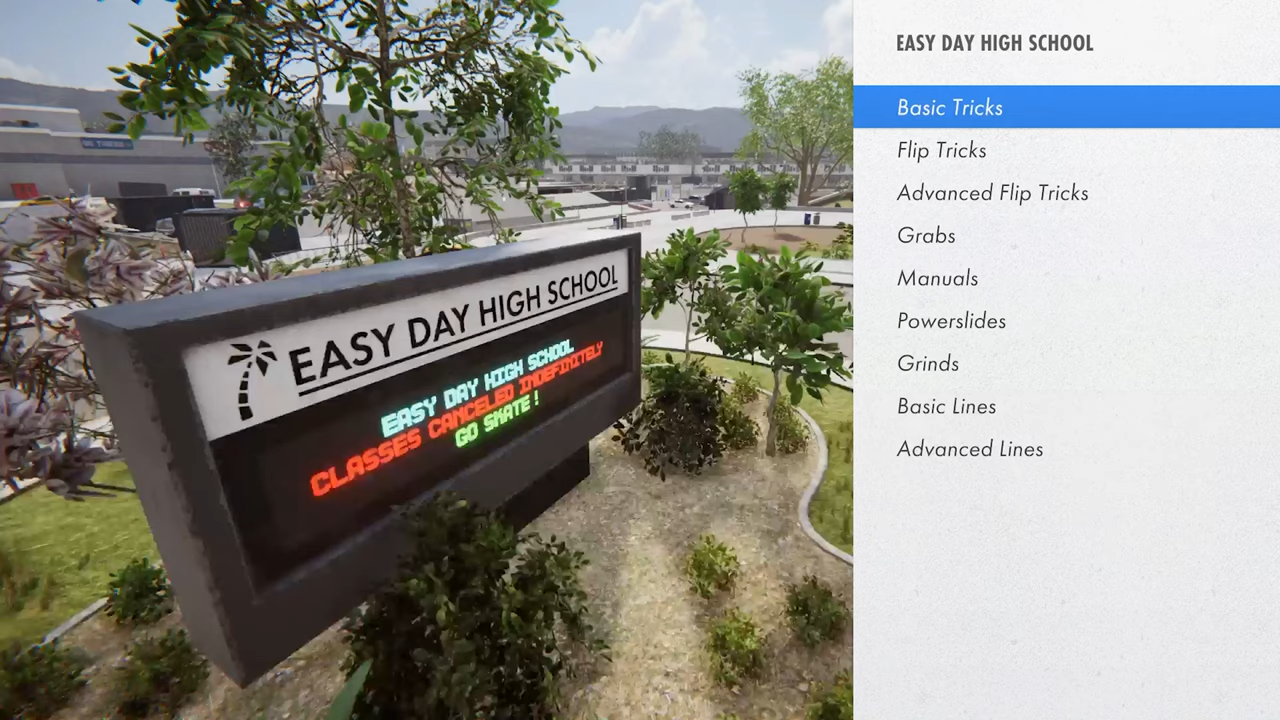 EASY DAY HIGH SCHOOL
EASY DAY HIGH SCHOOL
CLASSES CANCELED INDEFINITELY
GO SKATE!
EASY DAY HIGH SCHOOL
Basic Tricks
Flip Tricks
Advanced Flip Tricks
Grabs
Manuals
Powerslides
Grinds
Basic Lines
Advanced Lines